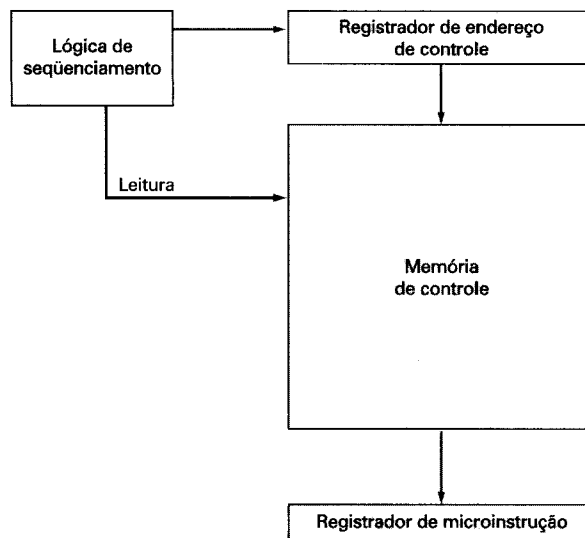 Lógica de
seqüenciamento
Registrador de endereço
de controle
Leitura
Memória
de controle
Registrador de microinstrução